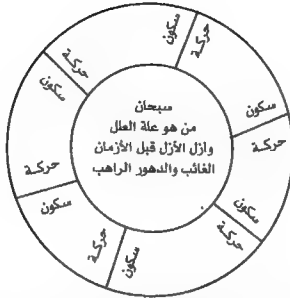 سكون
حركة
سكون
حركة
سكون
حركة
سكون
حركة
سكون
حركة
سكون
حركة
سبحان
من هو علة العلل
وازل الأزل قبل الأزمان
الغائب والدهور الراهب